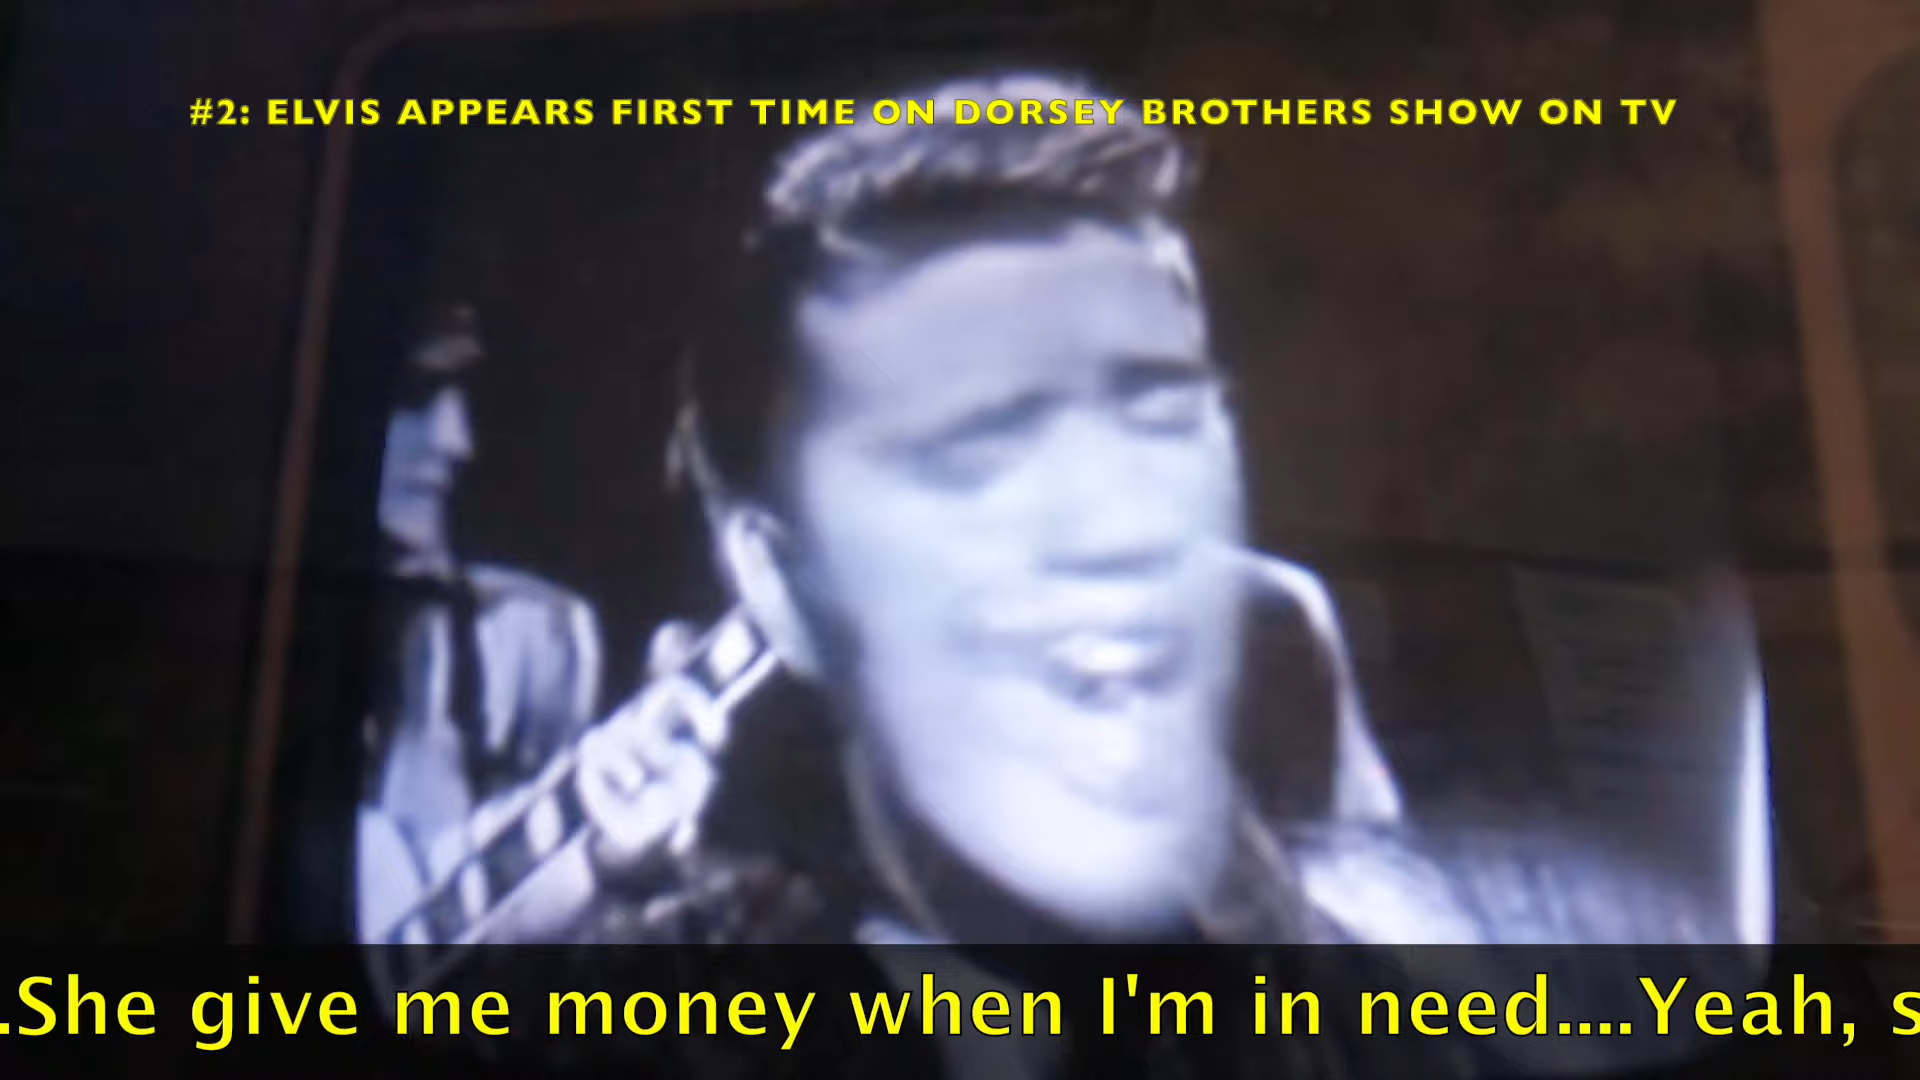 #2: ELVIS APPEARS FIRST TIME ON DORSEY BROTHERS SHOW ON TV
.She give me money when I'm in need....Yeah, s